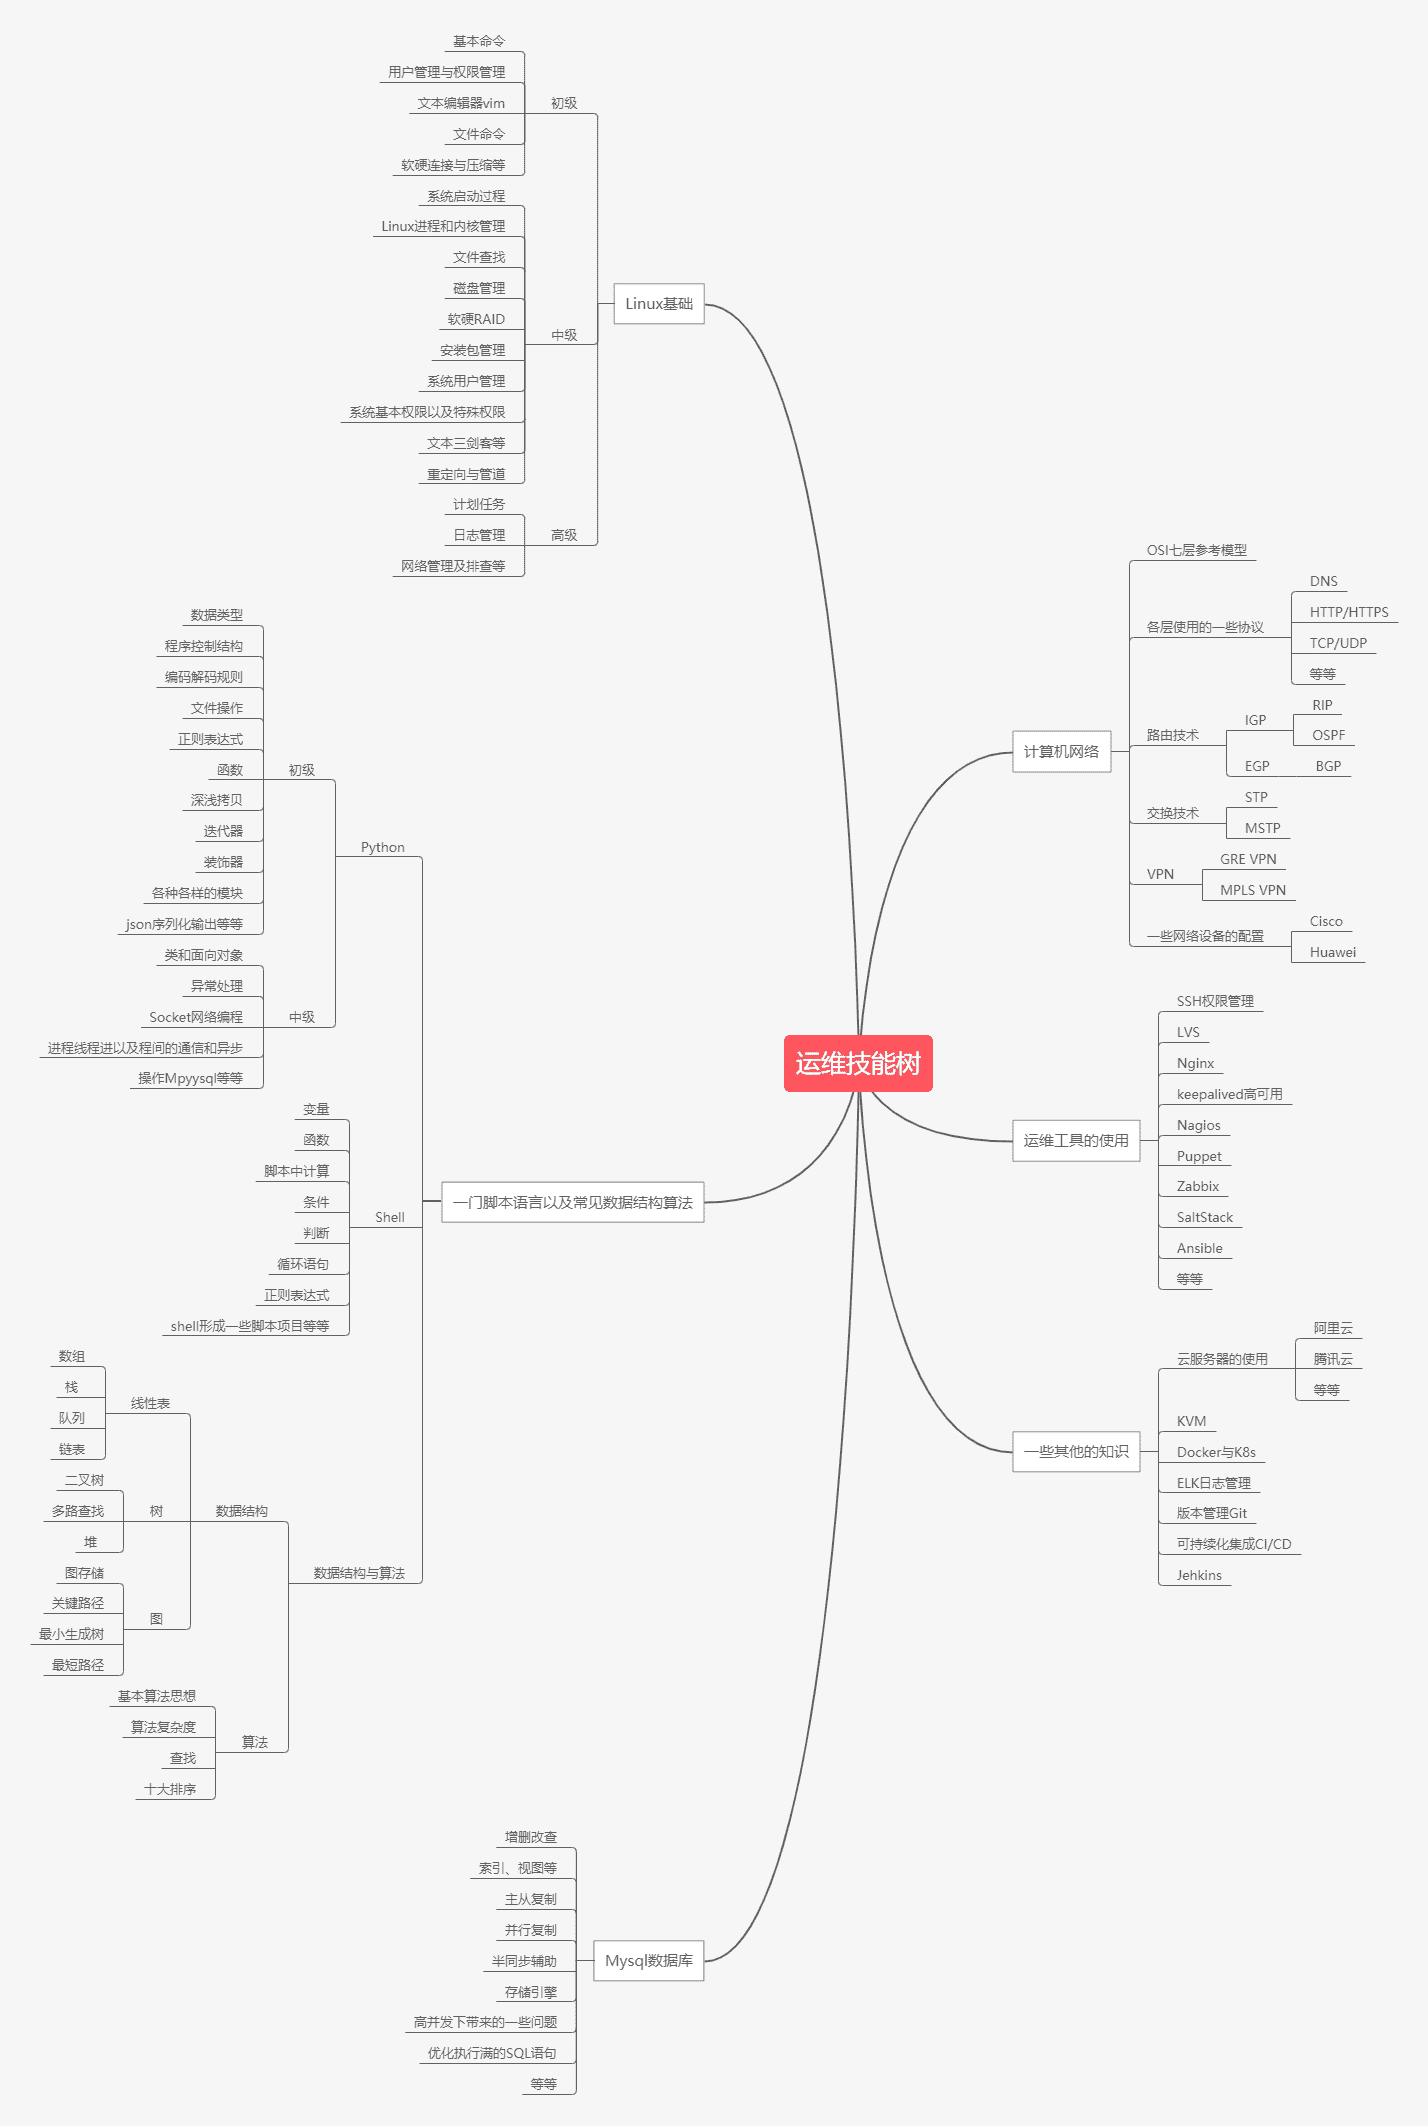 运维技能树
Linux基础
初级
基本命令
用户管理与权限管理
文本编辑器vim
文件命令
软硬连接与压缩等
中级
系统启动过程
Linux进程和内核管理
文件查找
磁盘管理
软硬RAID
安装包管理
系统用户管理
系统基本权限以及特殊权限
文本三剑客等
重定向与管道
高级
计划任务
日志管理
网络管理及排查等
一门脚本语言以及常见数据结构算法
Python
初级
数据类型
程序控制结构
编码解码规则
文件操作
正则表达式
函数
深浅拷贝
迭代器
装饰器
各种各样的模块
json序列化输出等等
中级
类和面向对象
异常处理
Socket网络编程
进程线程进以及程间的通信和异步
操作Mpyysql等等
Shell
变量
函数
脚本中计算
条件
判断
循环语句
正则表达式
shell形成一些脚本项目等等
数据结构与算法
数据结构
线性表
数组
栈
队列
链表
树
二叉树
多路查找
堆
图
图存储
关键路径
最小生成树
最短路径
算法
基本算法思想
算法复杂度
查找
十大排序
Mysql数据库
增删改查
索引、视图等
主从复制
并行复制
半同步辅助
存储引擎
高并发下带来的一些问题
优化执行满的SQL语句
等等
计算机网络
OSI七层参考模型
各层使用的一些协议
DNS
HTTP/HTTPS
TCP/UDP
等等
路由技术
IGP
RIP
OSPF
EGP
BGP
交换技术
STP
MSTP
VPN
GRE VPN
MPLS VPN
一些网络设备的配置
Cisco
Huawei
运维工具的使用
SSH权限管理
LVS
Nginx
keepalived高可用
Nagios
Puppet
Zabbix
SaltStack
Ansible
等等
一些其他的知识
云服务器的使用
阿里云
腾讯云
等等
KVM
Docker与K8s
ELK日志管理
版本管理Git
可持续化集成CI/CD
Jehkins